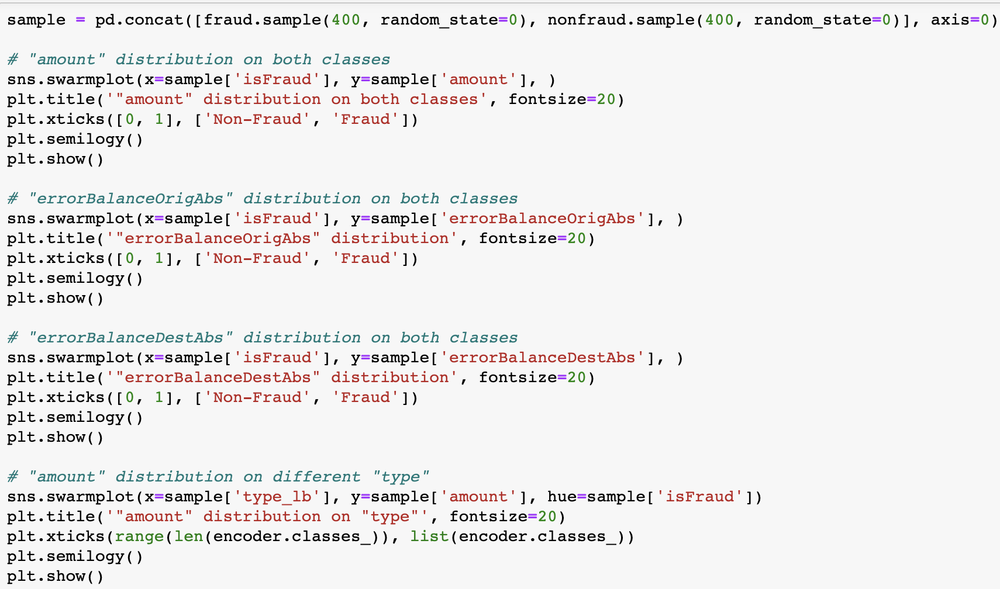 sample = pd.concat([fraud.sample(400, random_state=0), nonfraud.sample(400, random_state=0)], axis=0)

# "amount" distribution on both classes
sns.swarmplot(x=sample['isFraud'], y=sample['amount'], )
plt.title('"amount" distribution on both classes', fontsize=20)
plt.xticks([0, 1], ['Non-Fraud', 'Fraud'])
plt.semilogy()
plt.show()

# "errorBalanceOrigAbs" distribution on both classes
sns.swarmplot(x=sample['isFraud'], y=sample['errorBalanceOrigAbs'], )
plt.title('"errorBalanceOrigAbs" distribution', fontsize=20)
plt.xticks([0, 1], ['Non-Fraud', 'Fraud'])
plt.semilogy()
plt.show()

# "errorBalanceDestAbs" distribution on both classes
sns.swarmplot(x=sample['isFraud'], y=sample['errorBalanceDestAbs'], )
plt.title('"errorBalanceDestAbs" distribution', fontsize=20)
plt.xticks([0, 1], ['Non-Fraud', 'Fraud'])
plt.semilogy()
plt.show()

# "amount" distribution on different "type"
sns.swarmplot(x=sample['type_lb'], y=sample['amount'], hue=sample['isFraud'])
plt.title('"amount" distribution on "type"', fontsize=20)
plt.xticks(range(len(encoder.classes_)), list(encoder.classes_))
plt.semilogy()
plt.show()